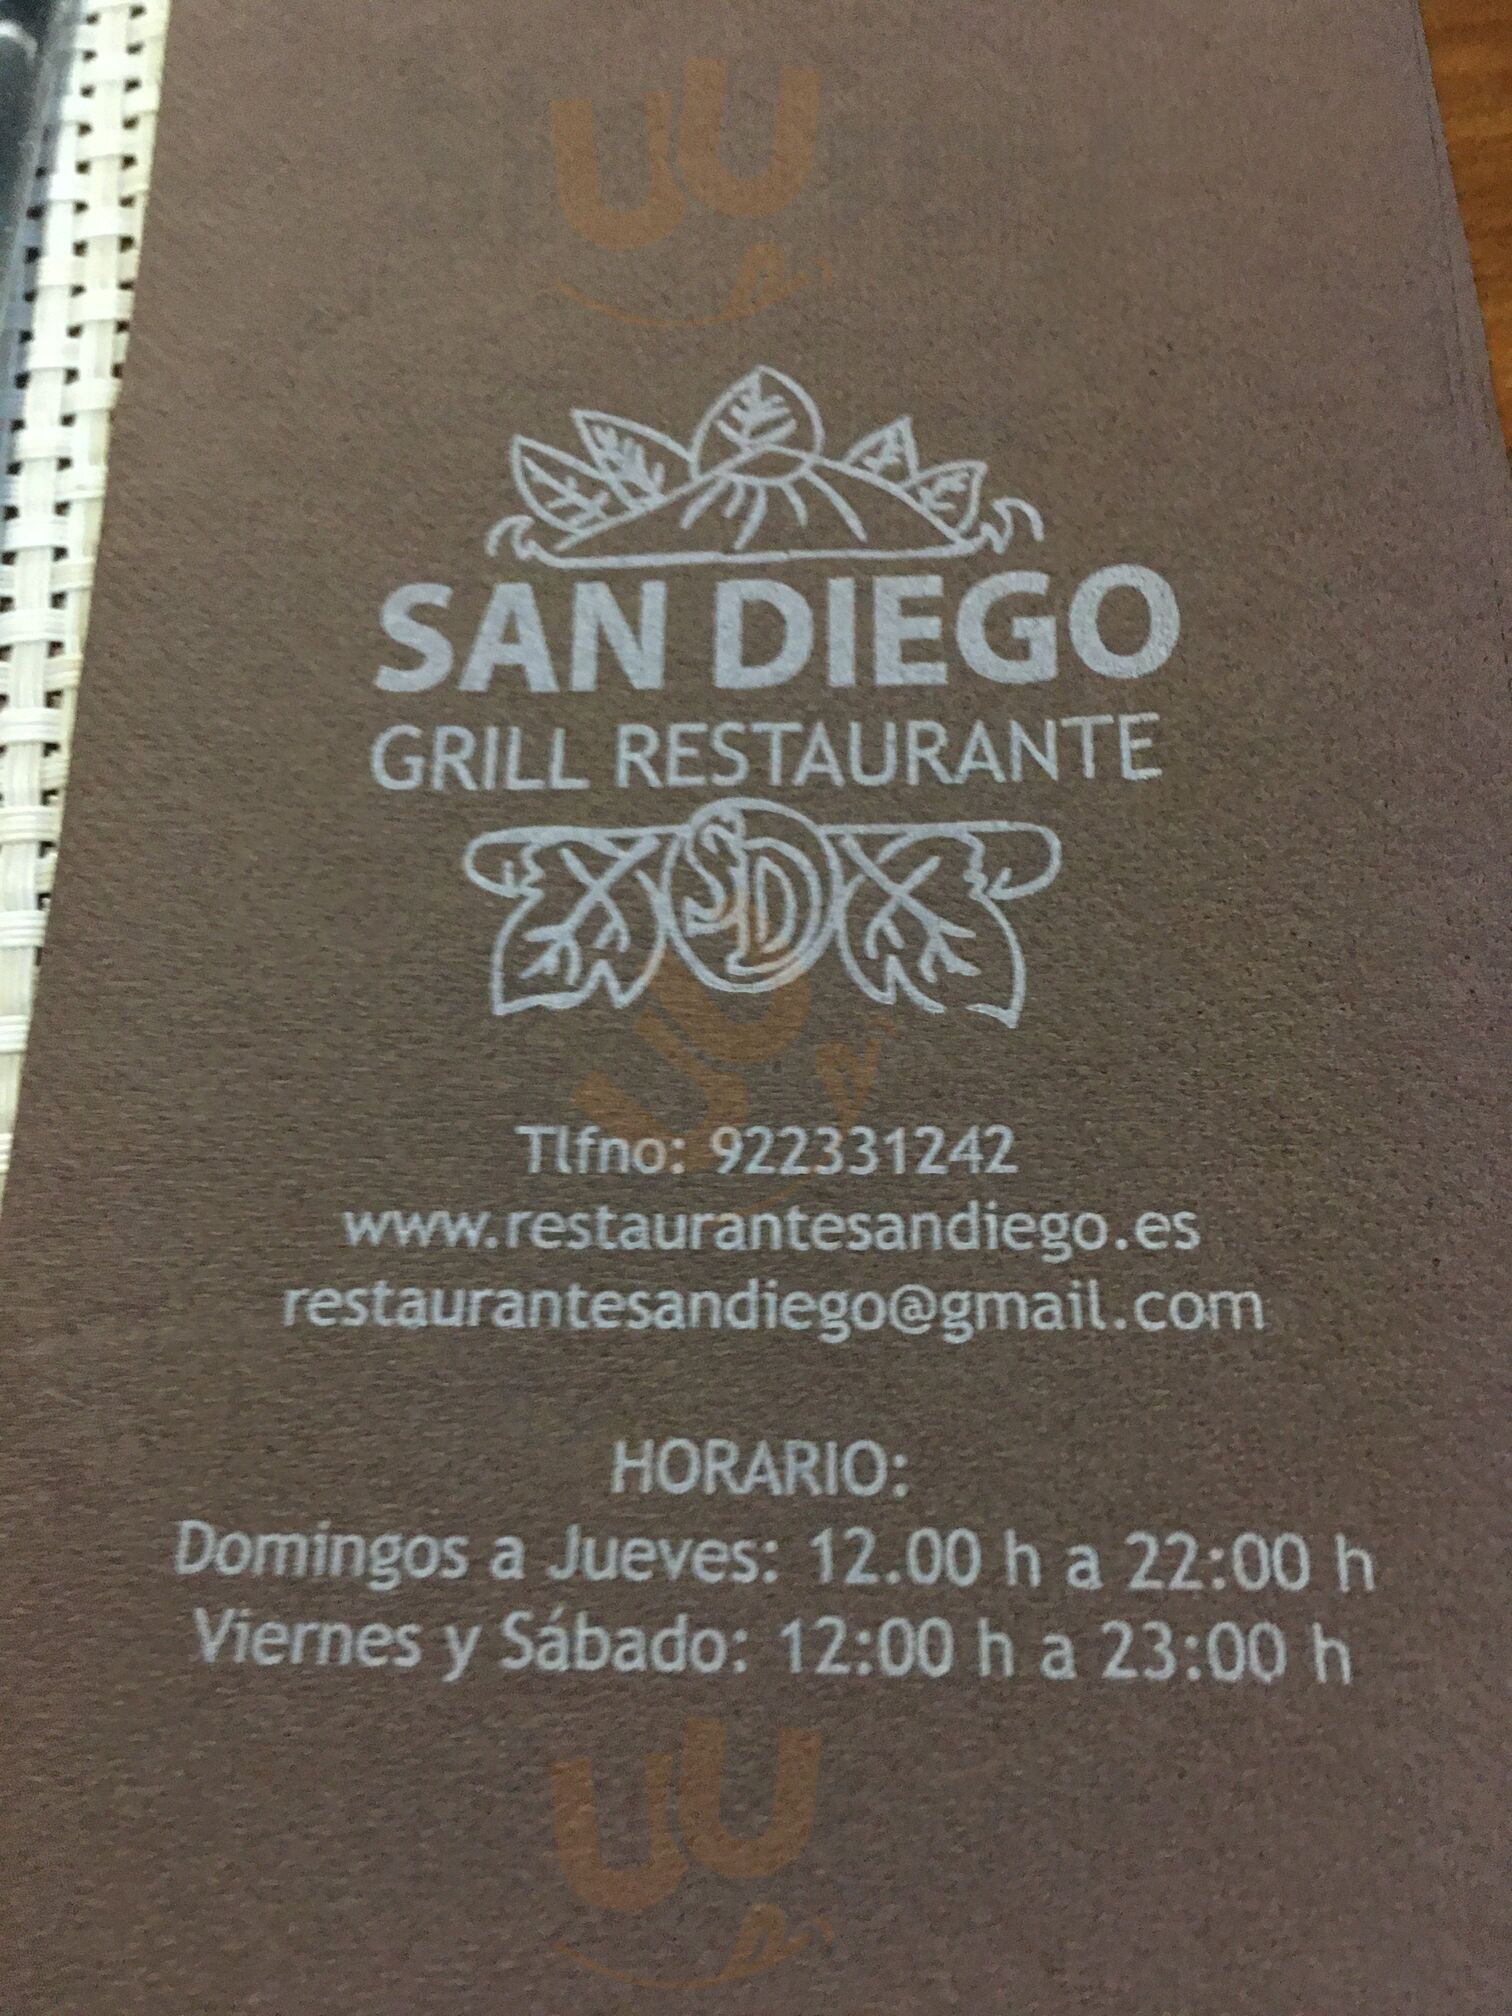 SAN DIEGO
GRILL RESTAURANTE
SD
Tlfno: 922331242
www.restaurantesandiego.es
restaurantesandiego@gmail.com
HORARIO:
Domingos a Jueves: 12.00 h a 22:00 h
Viernes y Sábado: 12:00 h a 23:00 h